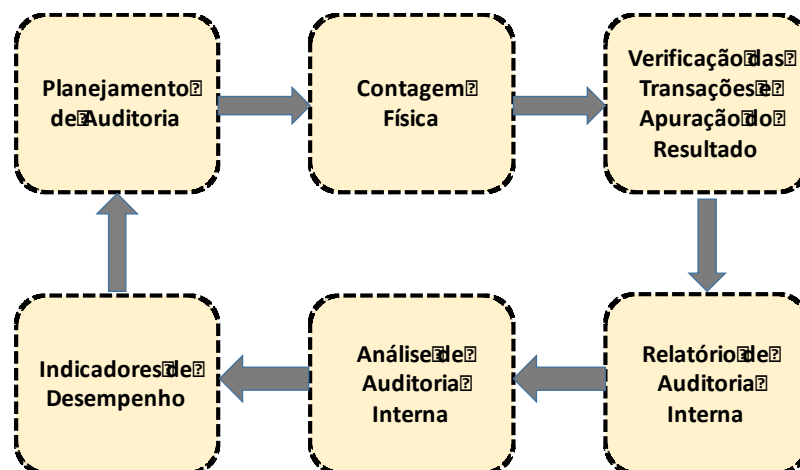 Planejamento
de Auditoria
Contagem
Física
Verificação das
Transações e
Apuração do
Resultado
Indicadores de
Desempenho
Análise de
Auditoria
Interna
Relatório de
Auditoria
Interna